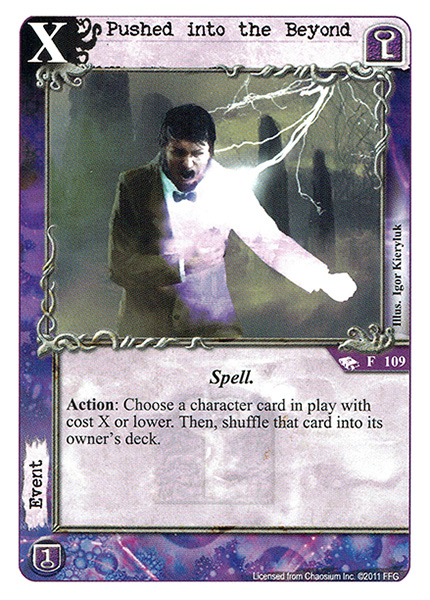 X
Pushed into the Beyond
Illus. Igor Kieryluk
F 109
Spell.
Action: Choose a character card in play with
cost X or lower. Then, shuffle that card into its
owner's deck.
Event
1
Licensed from Chaosium Inc. ©2011 FFG